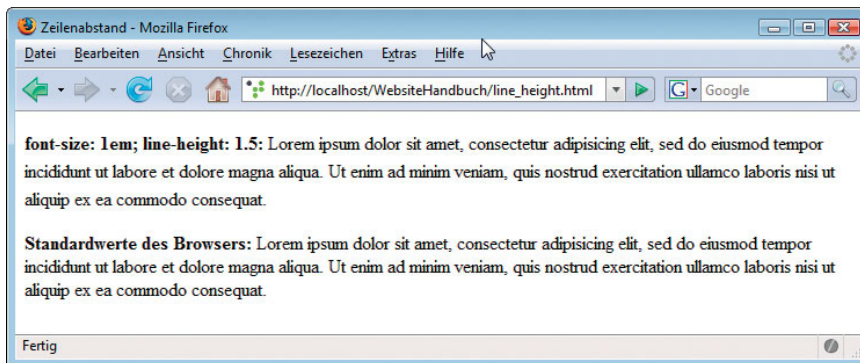 Zeilenabstand - Mozilla Firefox
Datei Bearbeiten Ansicht Chronik Lesezeichen Extras Hilfe
http://localhost/WebsiteHandbuch/line_height.html G Google
font-size: 1em; line-height: 1.5: Lorem ipsum dolor sit amet, consectetur adipisicing elit, sed do eiusmod tempor
incididunt ut labore et dolore magna aliqua. Ut enim ad minim veniam, quis nostrud exercitation ullamco laboris nisi ut
aliquip ex ea commodo consequat.
Standardwerte des Browsers: Lorem ipsum dolor sit amet, consectetur adipisicing elit, sed do eiusmod tempor
incididunt ut labore et dolore magna aliqua. Ut enim ad minim veniam, quis nostrud exercitation ullamco laboris nisi ut
aliquip ex ea commodo consequat.
Fertig